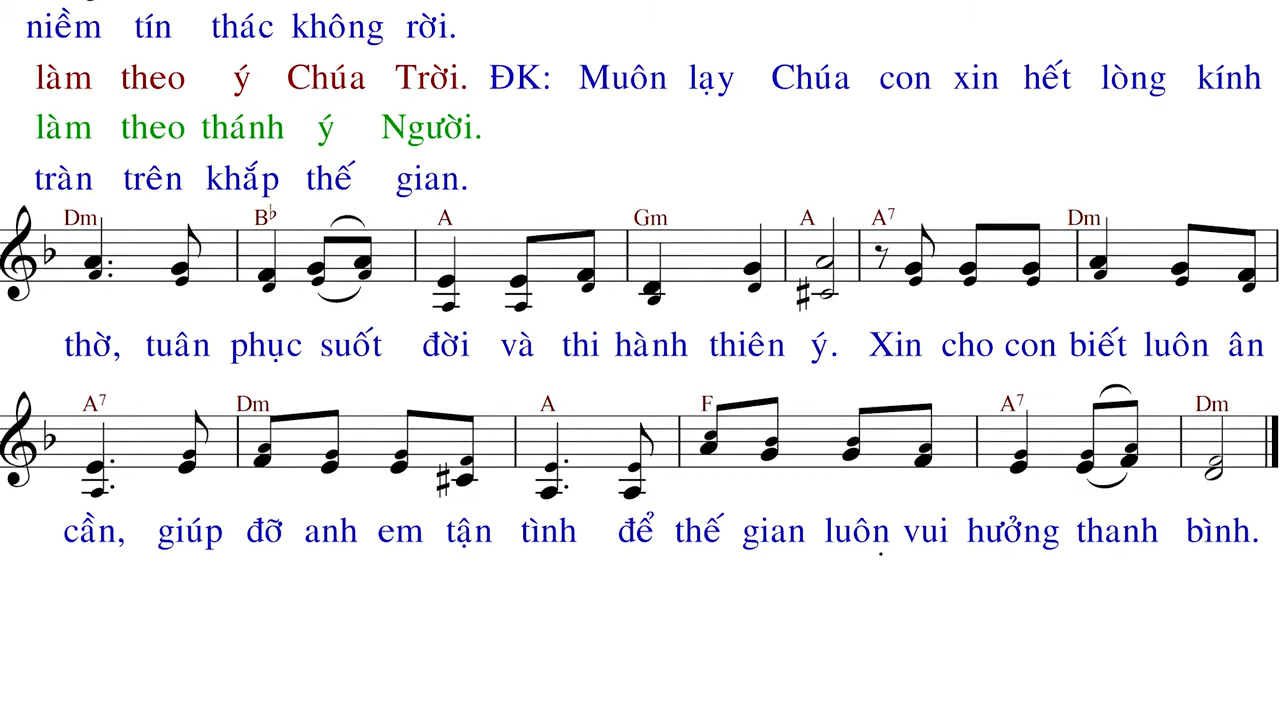 niềm tín thác không rời.
làm theo ý Chúa Trời. ĐK: Muôn lạy Chúa con xin hết lòng kính
làm theo thánh ý Người.
tràn trên khắp thế gian.
Dm B♭ A Gm A A7 Dm
thờ, tuân phục suốt đời và thi hành thiên ý. Xin cho con biết luôn ân
A7 Dm A F A7 Dm
cần, giúp đỡ anh em tận tình để thế gian luôn vui hưởng thanh bình.